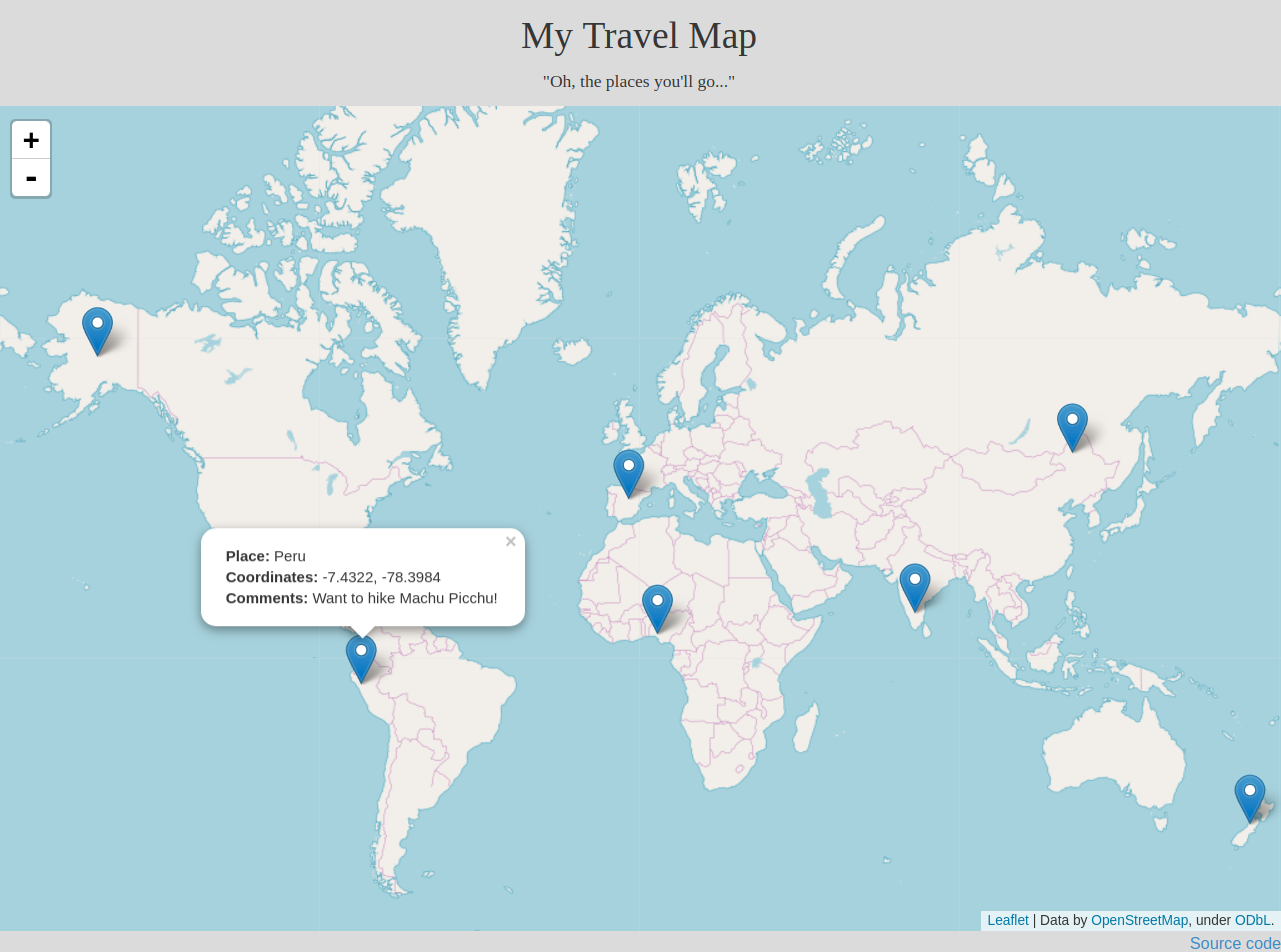 My Travel Map
"Oh, the places you'll go..."
+
-
×
Place: Peru
Coordinates: -7.4322, -78.3984
Comments: Want to hike Machu Picchu!
Leaflet | Data by OpenStreetMap, under ODbL.
Source code